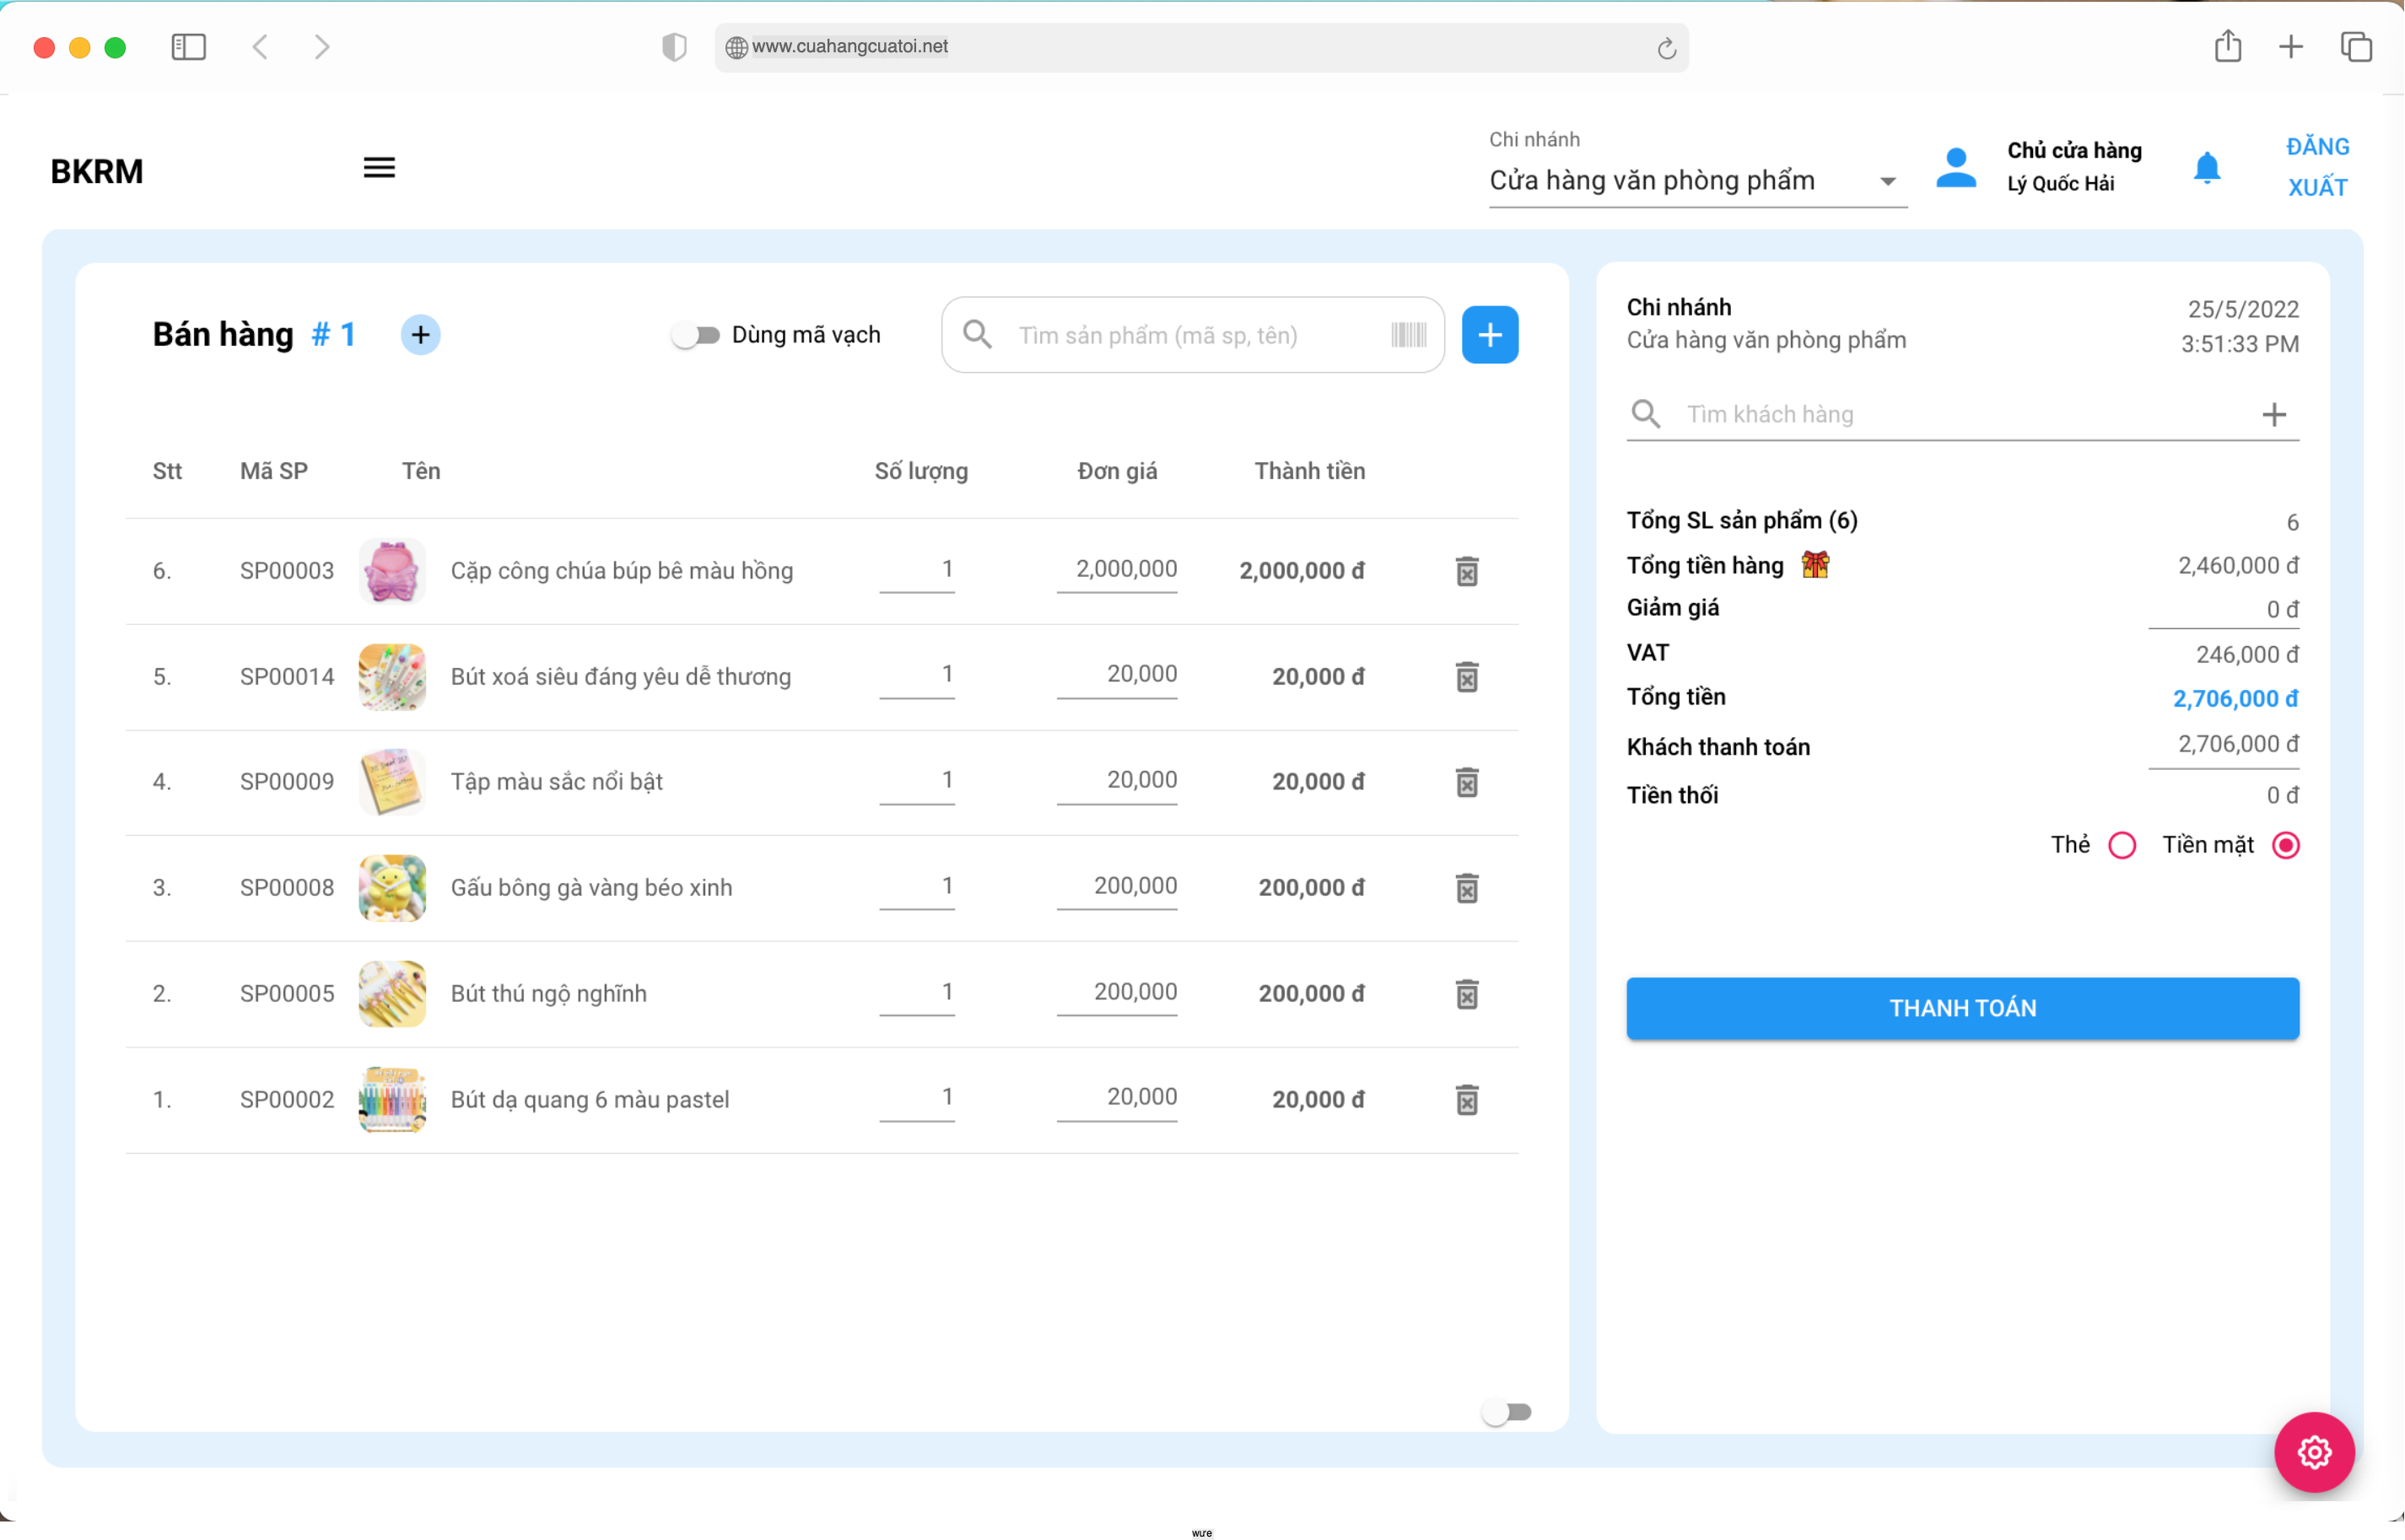 www.cuahangcuatoi.net
BKRM
Chi nhánh
Cửa hàng văn phòng phẩm
Chủ cửa hàng
Lý Quốc Hải
ĐĂNG
XUẤT
Bán hàng # 1
Dùng mã vạch
Tìm sản phẩm (mã sp, tên)
Stt Mã SP Tên Số lượng Đơn giá Thành tiền
6. SP00003 Cặp công chúa búp bê màu hồng 1 2,000,000 2,000,000 đ
5. SP00014 Bút xoá siêu đáng yêu dễ thương 1 20,000 20,000 đ
4. SP00009 Tập màu sắc nổi bật 1 20,000 20,000 đ
3. SP00008 Gấu bông gà vàng béo xinh 1 200,000 200,000 đ
2. SP00005 Bút thú ngộ nghĩnh 1 200,000 200,000 đ
1. SP00002 Bút dạ quang 6 màu pastel 1 20,000 20,000 đ
Chi nhánh 25/5/2022
Cửa hàng văn phòng phẩm 3:51:33 PM
Tìm khách hàng
Tổng SL sản phẩm (6) 6
Tổng tiền hàng 2,460,000 đ
Giảm giá 0 đ
VAT 246,000 đ
Tổng tiền 2,706,000 đ
Khách thanh toán 2,706,000 đ
Tiền thối 0 đ
Thẻ Tiền mặt
THANH TOÁN
wưe